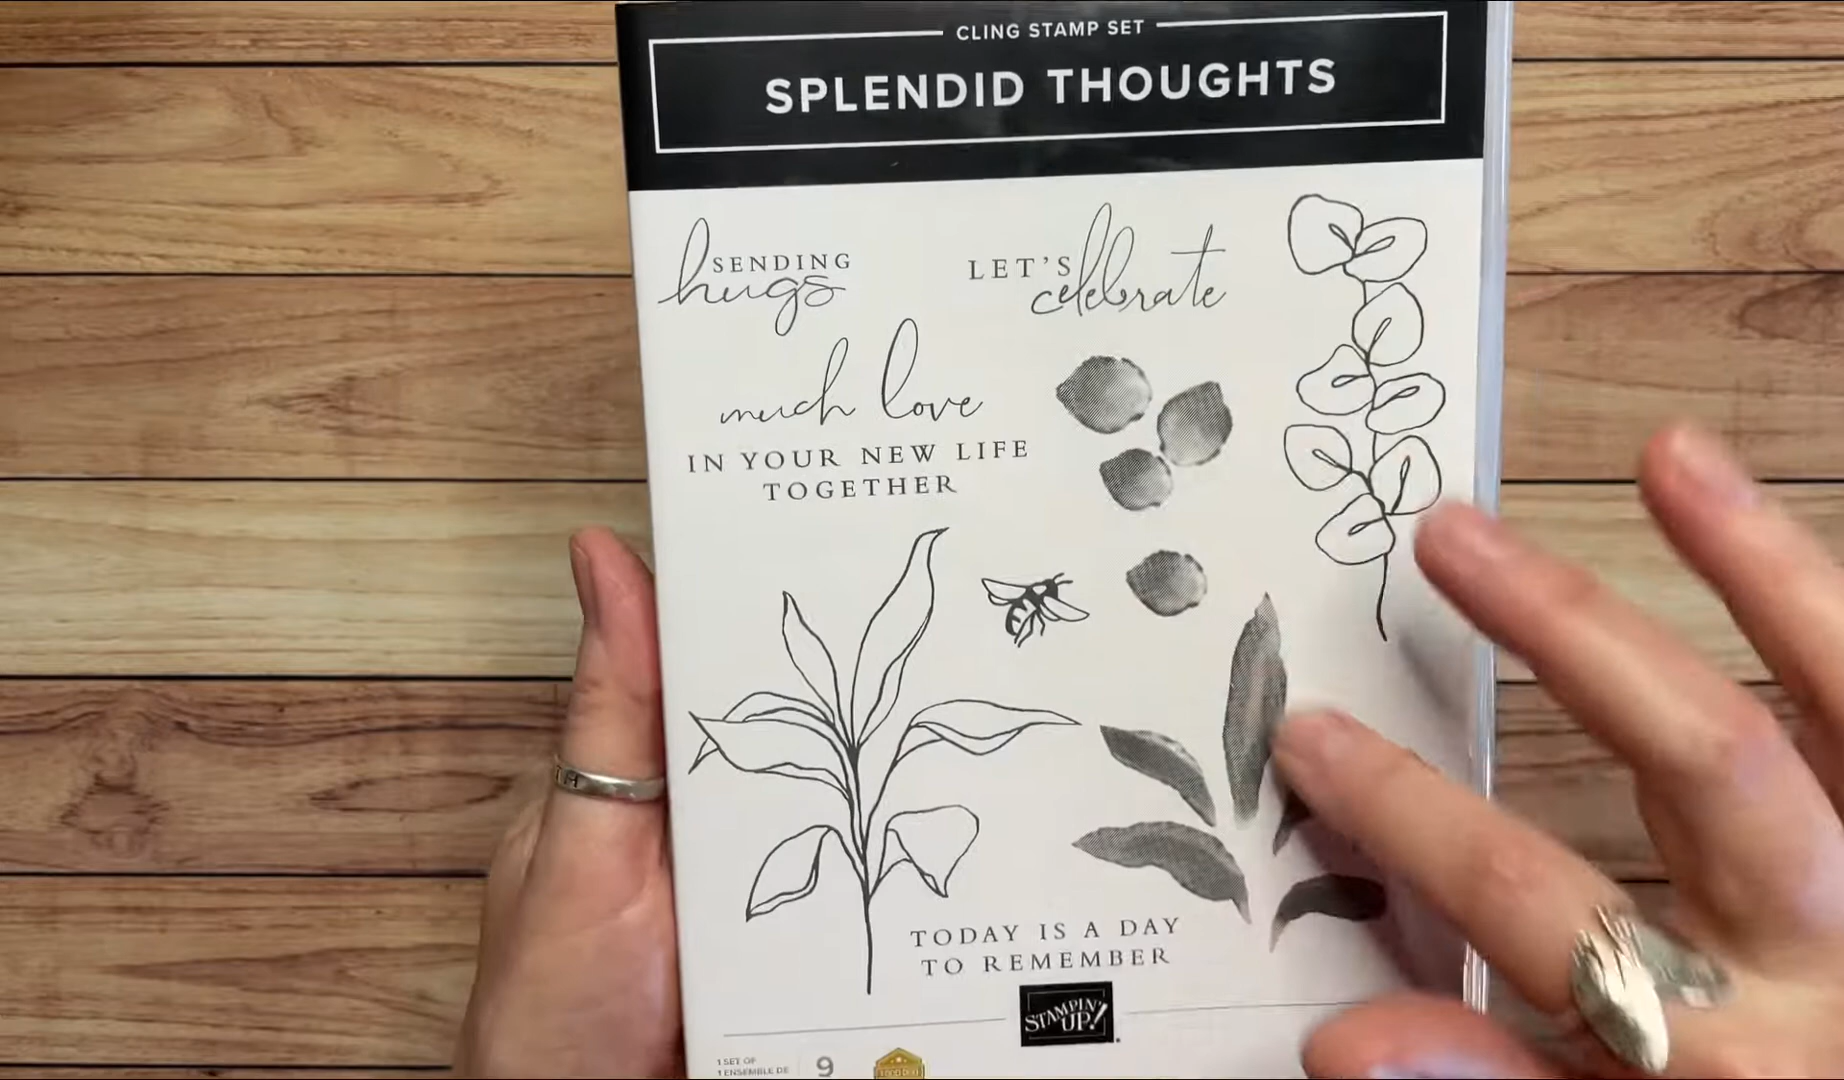 CLING STAMP SET
SPLENDID THOUGHTS
SENDING
hugs
LET'S
celebrate
much love
IN YOUR NEW LIFE
TOGETHER
TODAY IS A DAY
TO REMEMBER
STAMPIN'
UP!
1 SET OF
1 ENSEMBLE DE
9